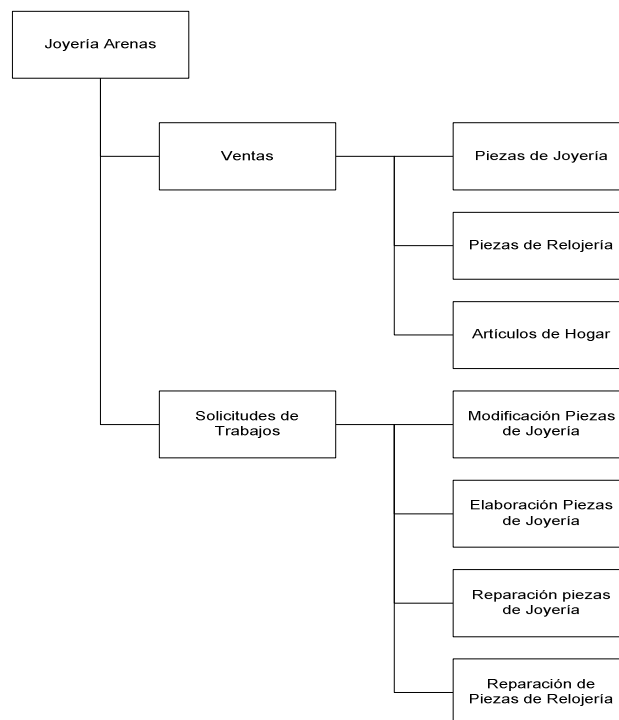 Joyería Arenas
Ventas
Piezas de Joyería
Piezas de Relojería
Artículos de Hogar
Solicitudes de
Trabajos
Modificación Piezas
de Joyería
Elaboración Piezas
de Joyería
Reparación piezas
de Joyería
Reparación de
Piezas de Relojería